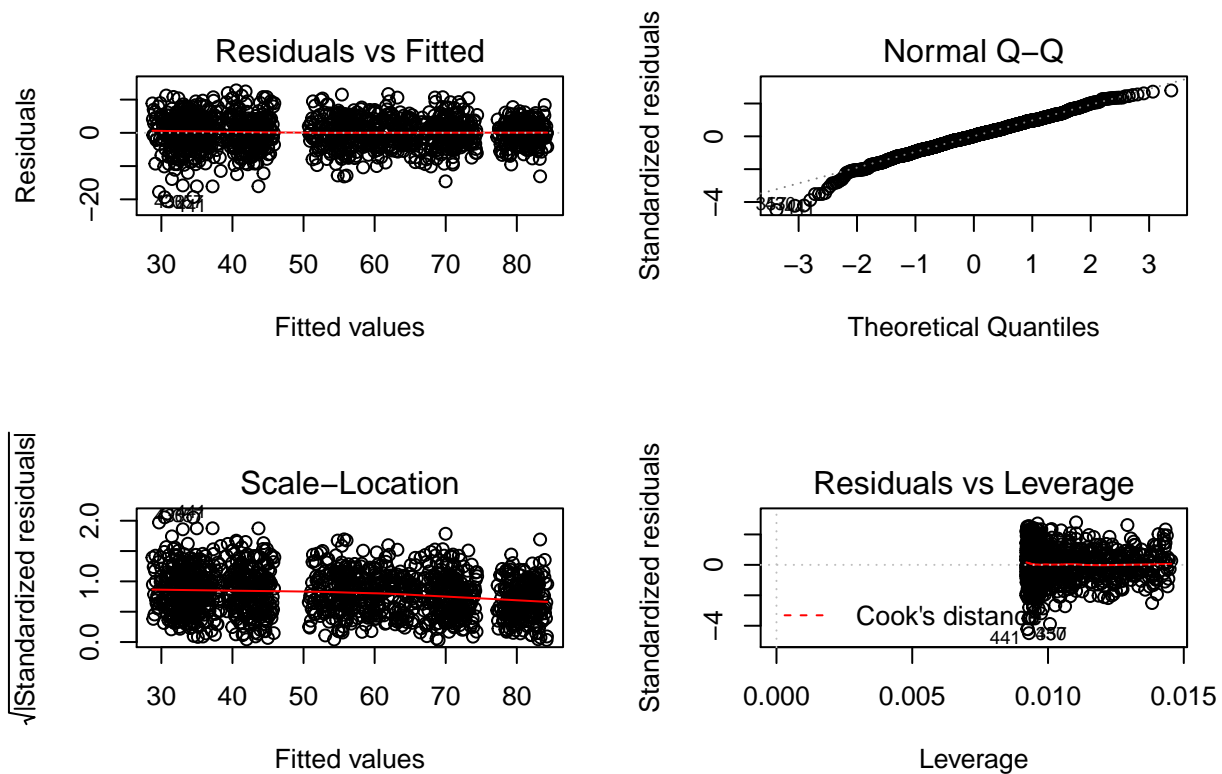 Residuals vs Fitted
Residuals
0
−20
30 40 50 60 70 80
Fitted values
Normal Q−Q
Standardized residuals
0
−4
−3 −2 −1 0 1 2 3
Theoretical Quantiles
Scale−Location
√|Standardized residuals|
2.0
1.0
0.0
30 40 50 60 70 80
Fitted values
Residuals vs Leverage
Standardized residuals
0
−4
Cook's distance
441
0.000 0.005 0.010 0.015
Leverage